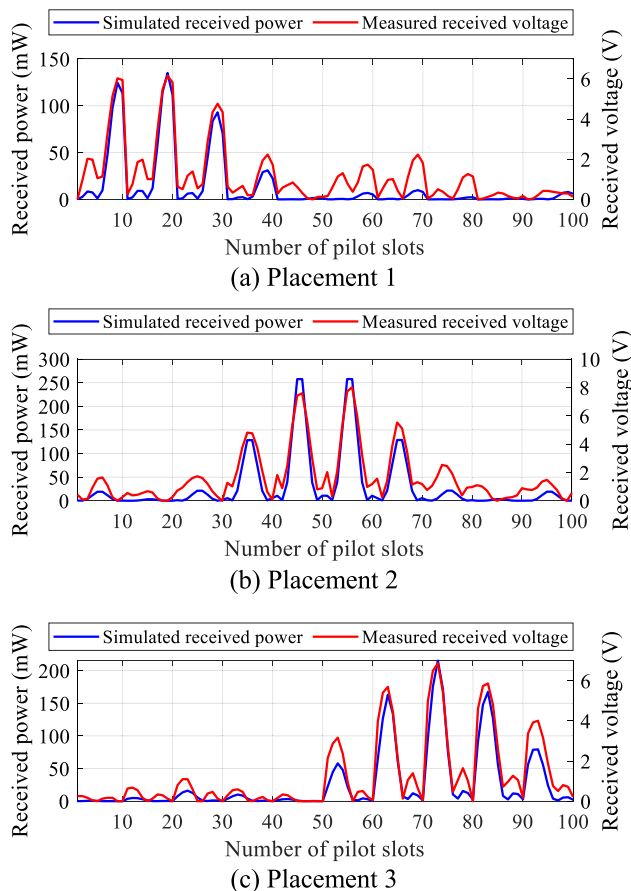 Simulated received power Measured received voltage
Received power (mW)
150
100
50
0
6
4
2
0
Received voltage (V)
10 20 30 40 50 60 70 80 90 100
Number of pilot slots
(a) Placement 1
Simulated received power Measured received voltage
Received power (mW)
300
250
200
150
100
50
0
10
8
6
4
2
0
Received voltage (V)
10 20 30 40 50 60 70 80 90 100
Number of pilot slots
(b) Placement 2
Simulated received power Measured received voltage
Received power (mW)
200
150
100
50
0
6
4
2
0
Received voltage (V)
10 20 30 40 50 60 70 80 90 100
Number of pilot slots
(c) Placement 3